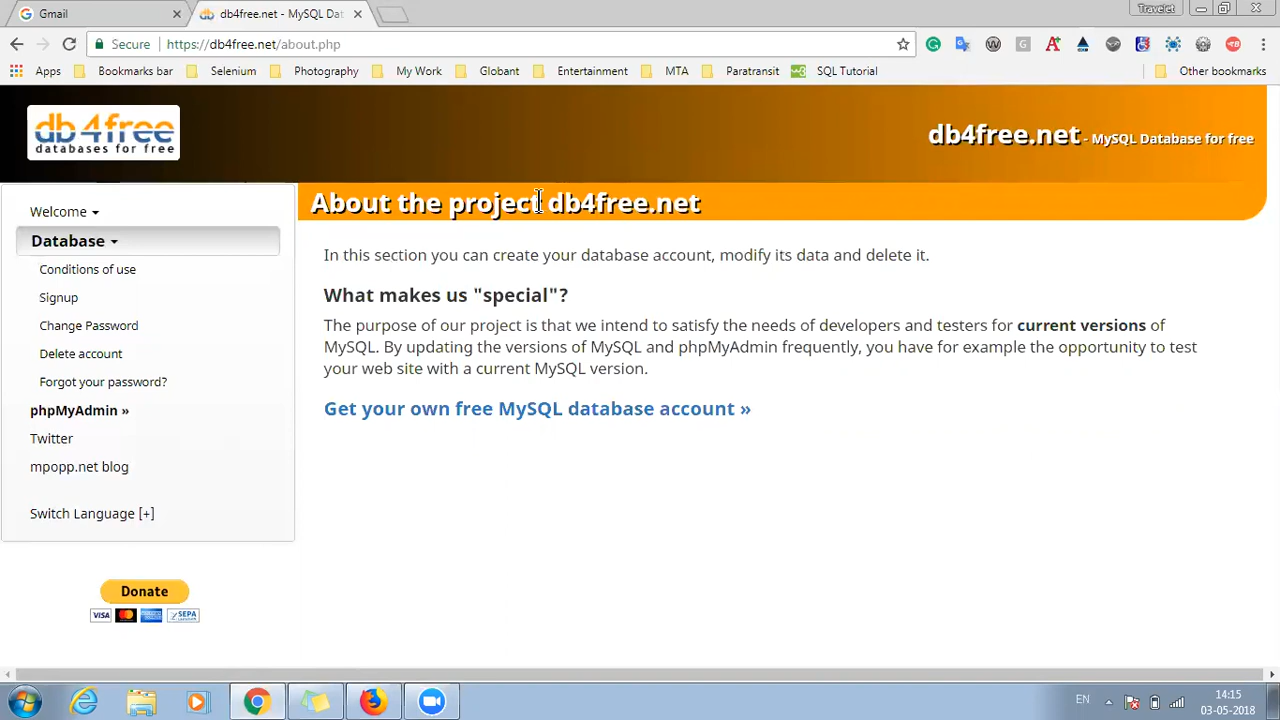 Gmail
db4free.net - MySQL Dat
Travelet
Secure
https://db4free.net/about.php
Apps
Bookmarks bar
Selenium
Photography
My Work
Globant
Entertainment
MTA
Paratransit
SQL Tutorial
Other bookmarks
db4free
databases for free
db4free.net - MySQL Database for free
Welcome
Database
Conditions of use
Signup
Change Password
Delete account
Forgot your password?
phpMyAdmin »
Twitter
mpopp.net blog
Switch Language [+]
Donate
VISA
SEPA
About the project db4free.net
In this section you can create your database account, modify its data and delete it.
What makes us "special"?
The purpose of our project is that we intend to satisfy the needs of developers and testers for current versions of
MySQL. By updating the versions of MySQL and phpMyAdmin frequently, you have for example the opportunity to test
your web site with a current MySQL version.
Get your own free MySQL database account »
EN
14:15
03-05-2018